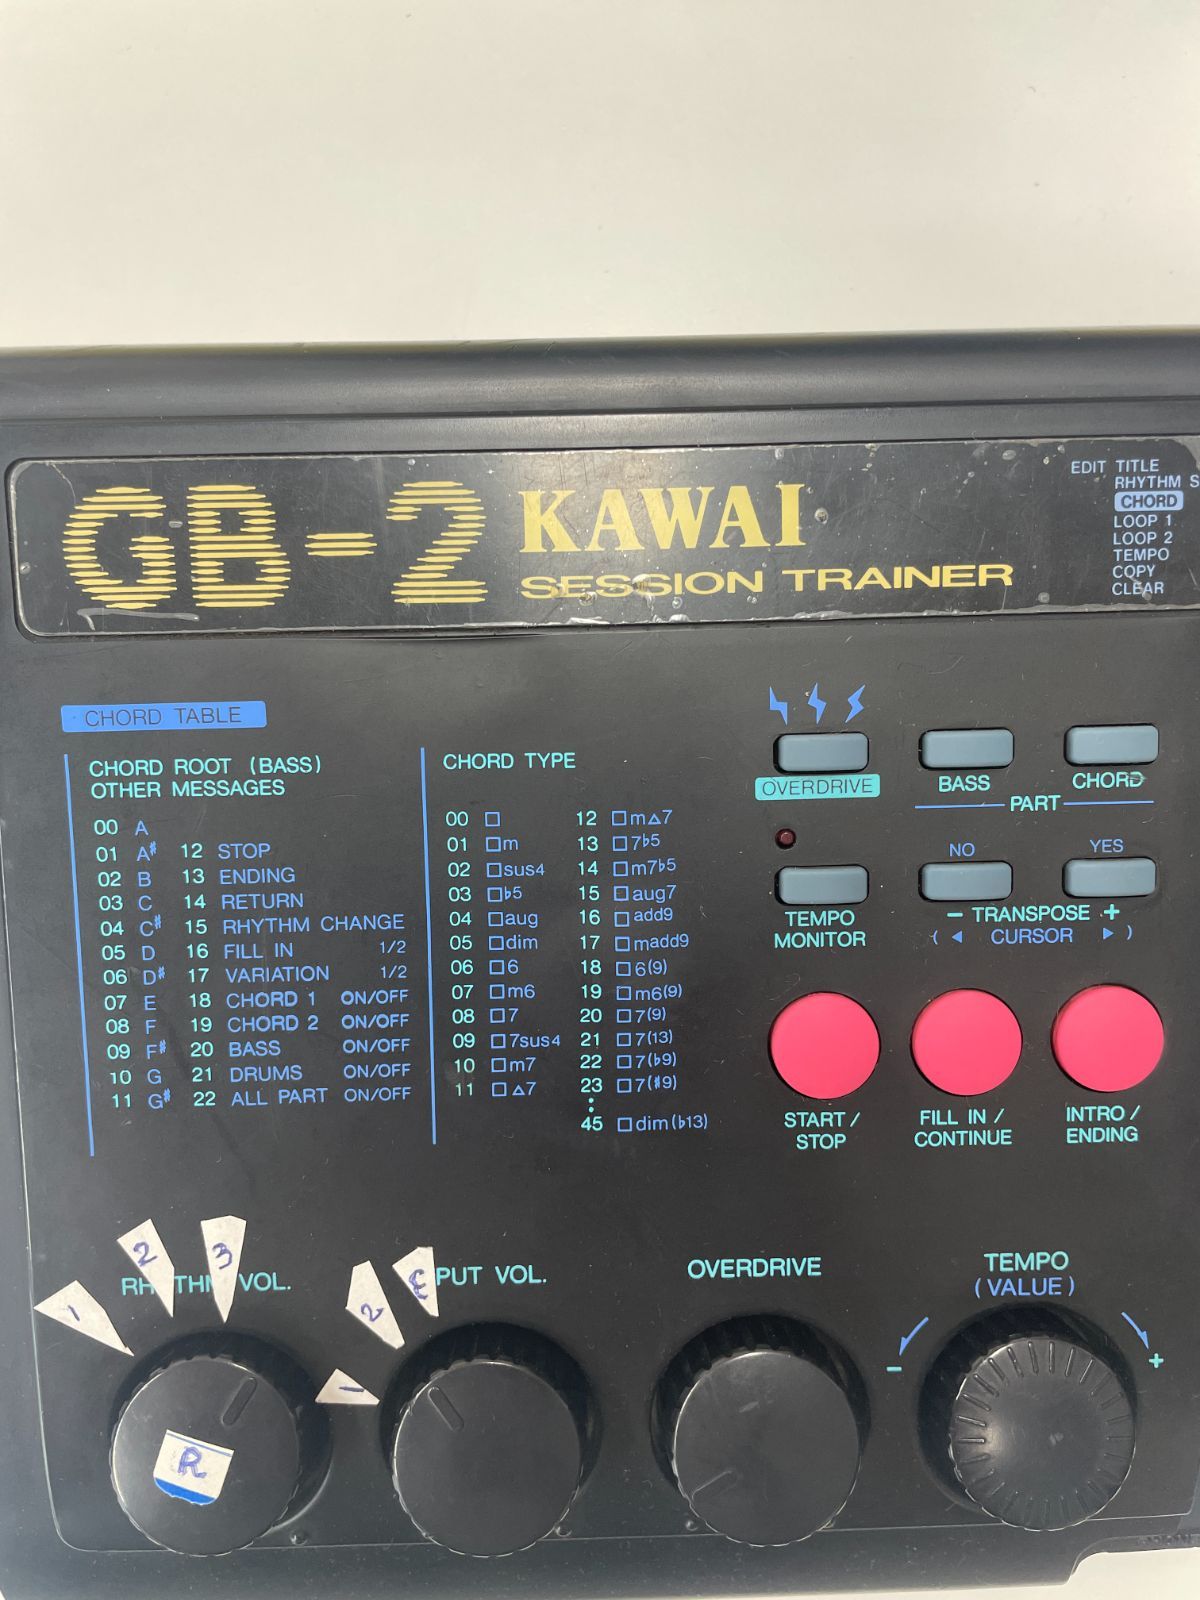 GB-2 KAWAI
SESSION TRAINER
EDIT TITLE
RHYTHM S
CHORD
LOOP 1
LOOP 2
TEMPO
COPY
CLEAR
CHORD TABLE
CHORD ROOT (BASS)
OTHER MESSAGES
00 A
01 A# 12 STOP
02 B 13 ENDING
03 C 14 RETURN
04 C# 15 RHYTHM CHANGE
05 D 16 FILL IN 1/2
06 D# 17 VARIATION 1/2
07 E 18 CHORD 1 ON/OFF
08 F 19 CHORD 2 ON/OFF
09 F# 20 BASS ON/OFF
10 G 21 DRUMS ON/OFF
11 G# 22 ALL PART ON/OFF
CHORD TYPE
00 □ 12 □m△7
01 □m 13 □7♭5
02 □sus4 14 □m7♭5
03 □♭5 15 □aug7
04 □aug 16 □add9
05 □dim 17 □madd9
06 □6 18 □6(9)
07 □m6 19 □m6(9)
08 □7 20 □7(9)
09 □7sus4 21 □7(13)
10 □m7 22 □7(♭9)
11 □△7 23 □7(#9)
:
45 □dim(♭13)
OVERDRIVE
BASS
CHORD
PART
TEMPO
MONITOR
NO
YES
− TRANSPOSE +
(◀ CURSOR ▶)
START/
STOP
FILL IN/
CONTINUE
INTRO/
ENDING
1
2
3
RHYTHM VOL.
1
2
PUT VOL.
OVERDRIVE
TEMPO
(VALUE)
− +
R